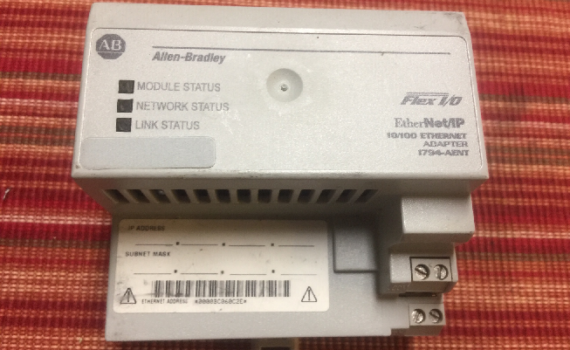 AB
Allen-Bradley
MODULE STATUS
NETWORK STATUS
LINK STATUS
Flex I/O
EtherNet/IP
10/100 ETHERNET
ADAPTER
1794-AENT
IP ADDRESS
SUBNET MASK
ETHERNET ADDRESS